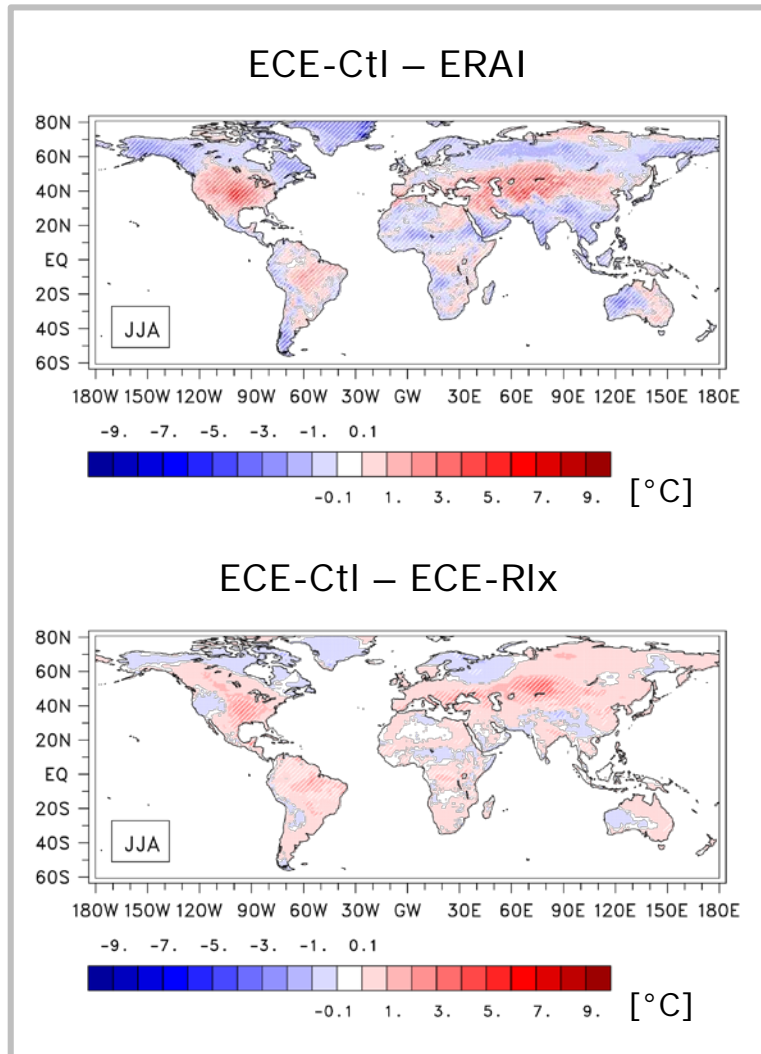 ECE-Ctl – ERAI
80N
60N
40N
20N
EQ
20S
40S
60S
JJA
180W 150W 120W 90W 60W 30W GW 30E 60E 90E 120E 150E 180E
-9. -7. -5. -3. -1. 0.1
-0.1 1. 3. 5. 7. 9. [°C]
ECE-Ctl – ECE-Rlx
80N
60N
40N
20N
EQ
20S
40S
60S
JJA
180W 150W 120W 90W 60W 30W GW 30E 60E 90E 120E 150E 180E
-9. -7. -5. -3. -1. 0.1
-0.1 1. 3. 5. 7. 9. [°C]